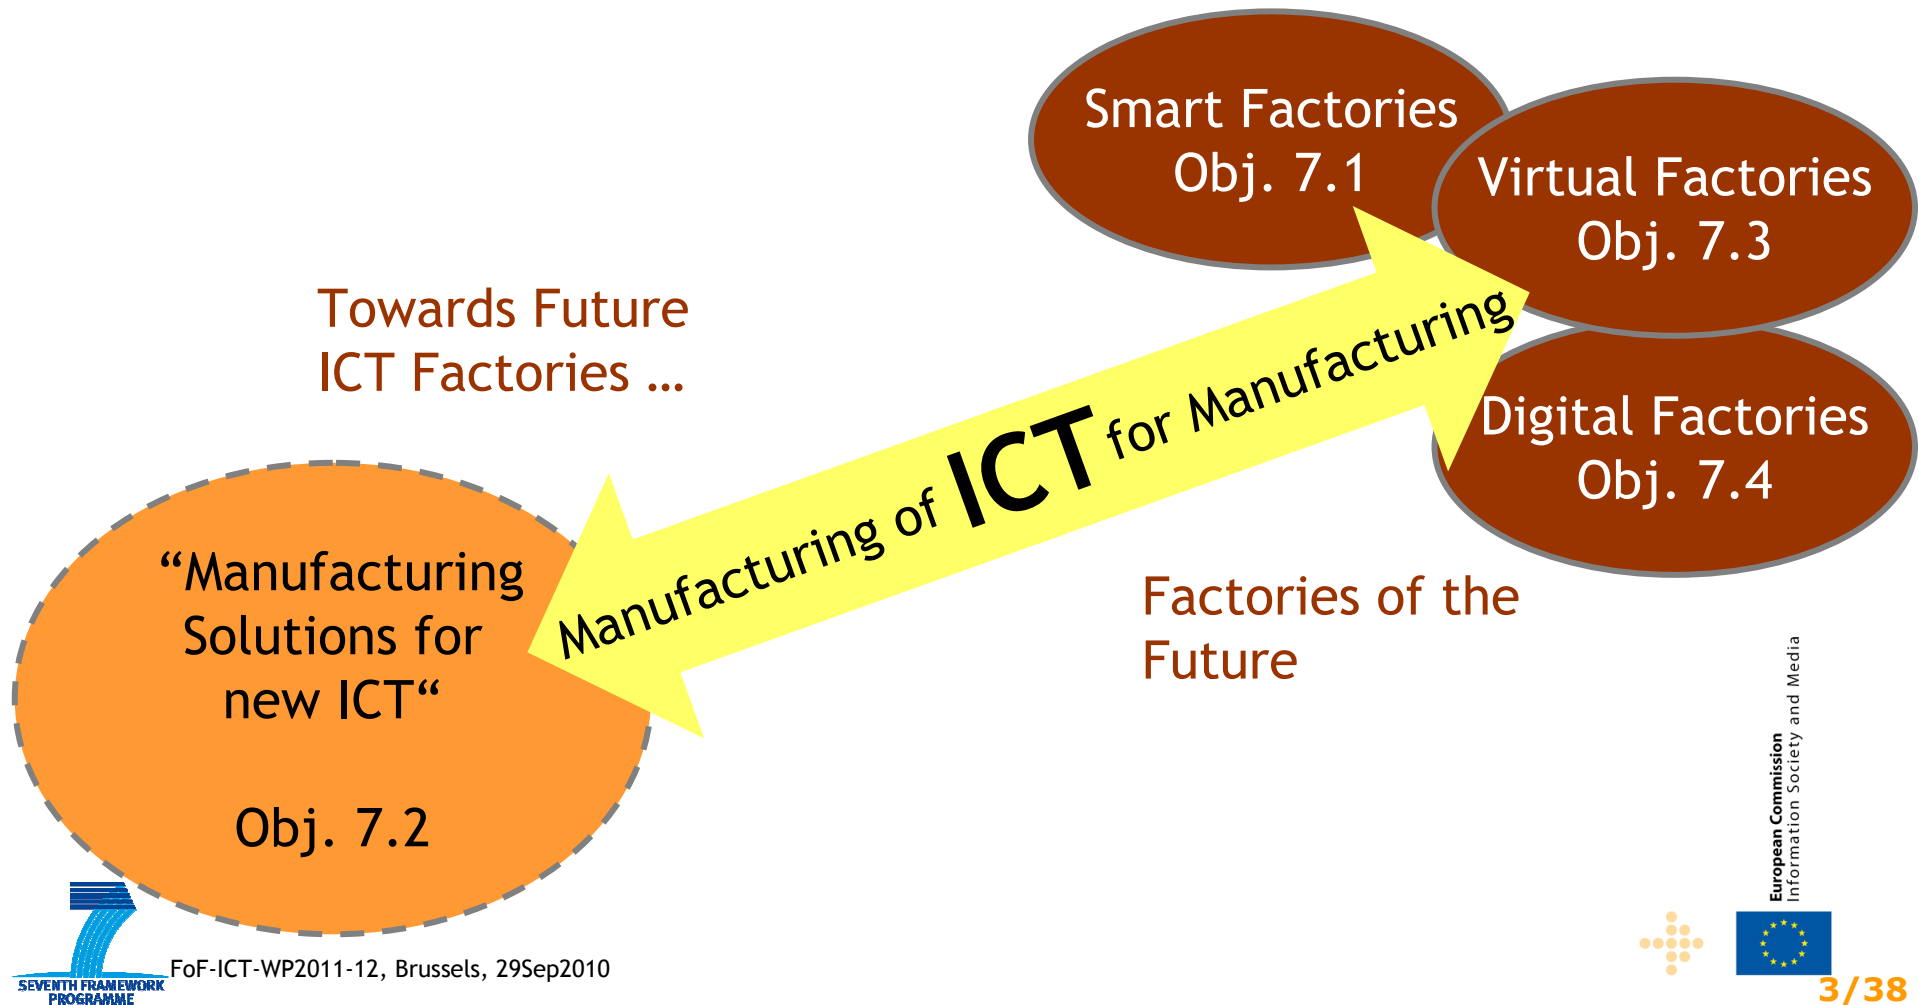 Smart Factories
Obj. 7.1
Virtual Factories
Obj. 7.3
Towards Future
ICT Factories …
Digital Factories
Obj. 7.4
Manufacturing of ICT for Manufacturing
“Manufacturing
Solutions for
new ICT“
Obj. 7.2
Factories of the
Future
European Commission
Information Society and Media
FoF-ICT-WP2011-12, Brussels, 29Sep2010
SEVENTH FRAMEWORK
PROGRAMME
3/38